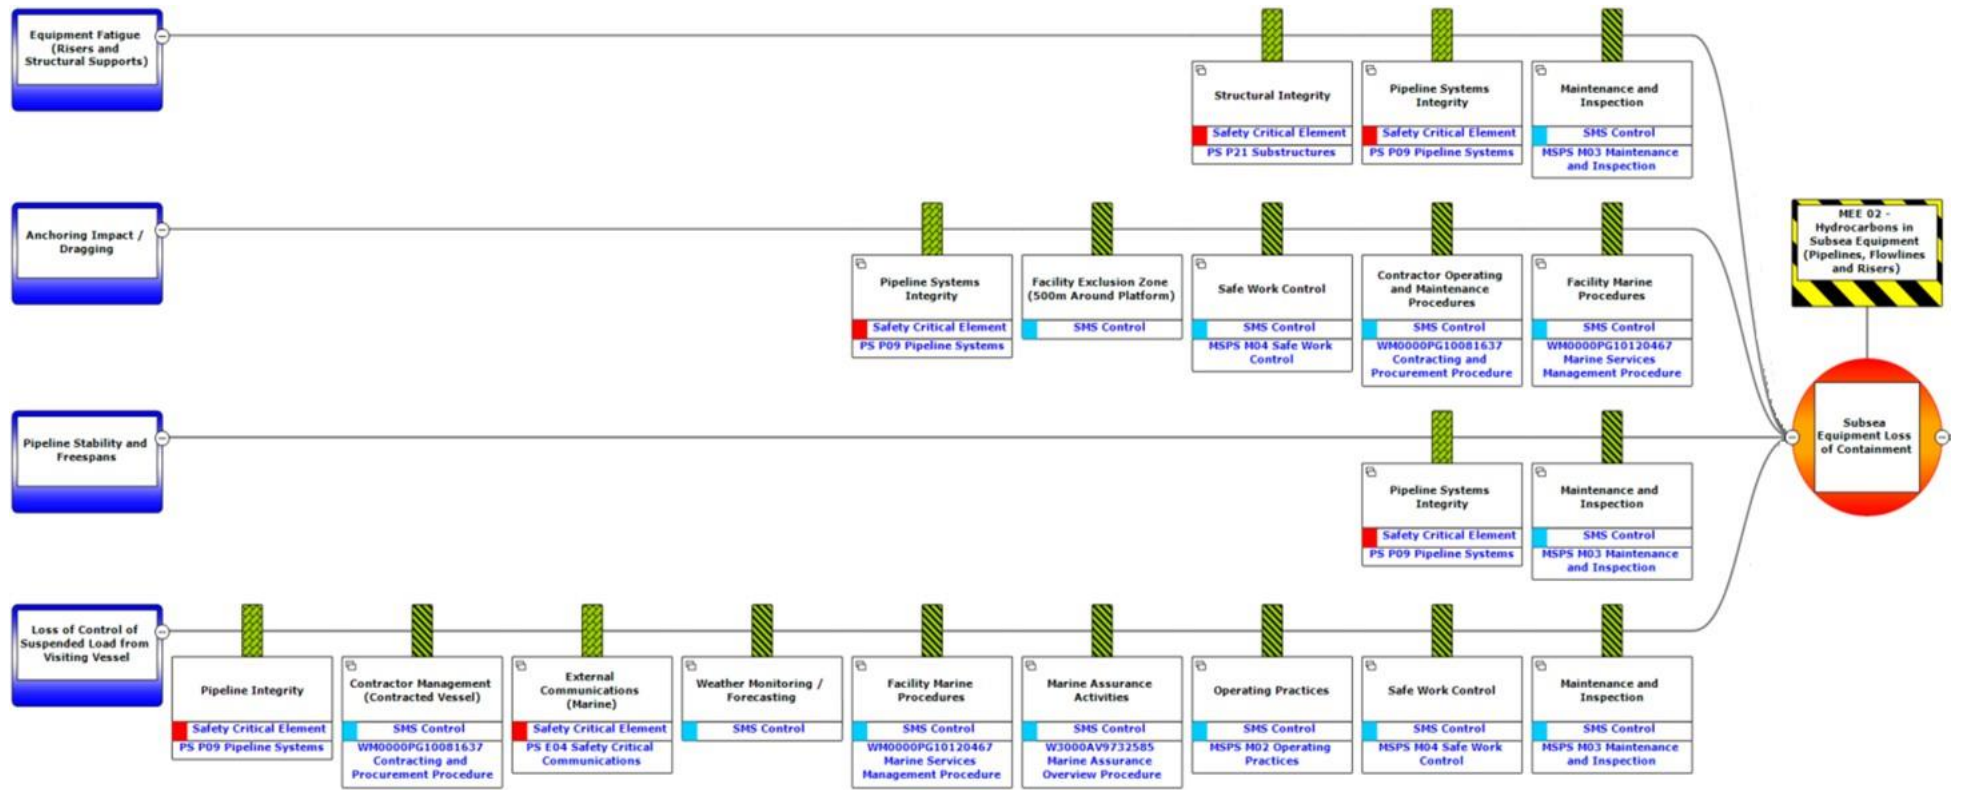 Equipment Fatigue
(Risers and
Structural Supports)
Structural Integrity
Safety Critical Element
PS P21 Substructures
Pipeline Systems
Integrity
Safety Critical Element
PS P09 Pipeline Systems
Maintenance and
Inspection
SMS Control
MSPS M03 Maintenance
and Inspection
MEE 02 -
Hydrocarbons in
Subsea Equipment
(Pipelines, Flowlines
and Risers)
Anchoring Impact /
Dragging
Pipeline Systems
Integrity
Safety Critical Element
PS P09 Pipeline Systems
Facility Exclusion Zone
(500m Around Platform)
SMS Control
Safe Work Control
SMS Control
MSPS M04 Safe Work
Control
Contractor Operating
and Maintenance
Procedures
SMS Control
WM0000PG10081637
Contracting and
Procurement Procedure
Facility Marine
Procedures
SMS Control
WM0000PG10120467
Marine Services
Management Procedure
Subsea
Equipment Loss
of Containment
Pipeline Stability and
Freespans
Pipeline Systems
Integrity
Safety Critical Element
PS P09 Pipeline Systems
Maintenance and
Inspection
SMS Control
MSPS M03 Maintenance
and Inspection
Loss of Control of
Suspended Load from
Visiting Vessel
Pipeline Integrity
Safety Critical Element
PS P09 Pipeline Systems
Contractor Management
(Contracted Vessel)
SMS Control
WM0000PG10081637
Contracting and
Procurement Procedure
External
Communications
(Marine)
Safety Critical Element
PS E04 Safety Critical
Communications
Weather Monitoring /
Forecasting
SMS Control
Facility Marine
Procedures
SMS Control
WM0000PG10120467
Marine Services
Management Procedure
Marine Assurance
Activities
SMS Control
W3000AV9732585
Marine Assurance
Overview Procedure
Operating Practices
SMS Control
MSPS M02 Operating
Practices
Safe Work Control
SMS Control
MSPS M04 Safe Work
Control
Maintenance and
Inspection
SMS Control
MSPS M03 Maintenance
and Inspection